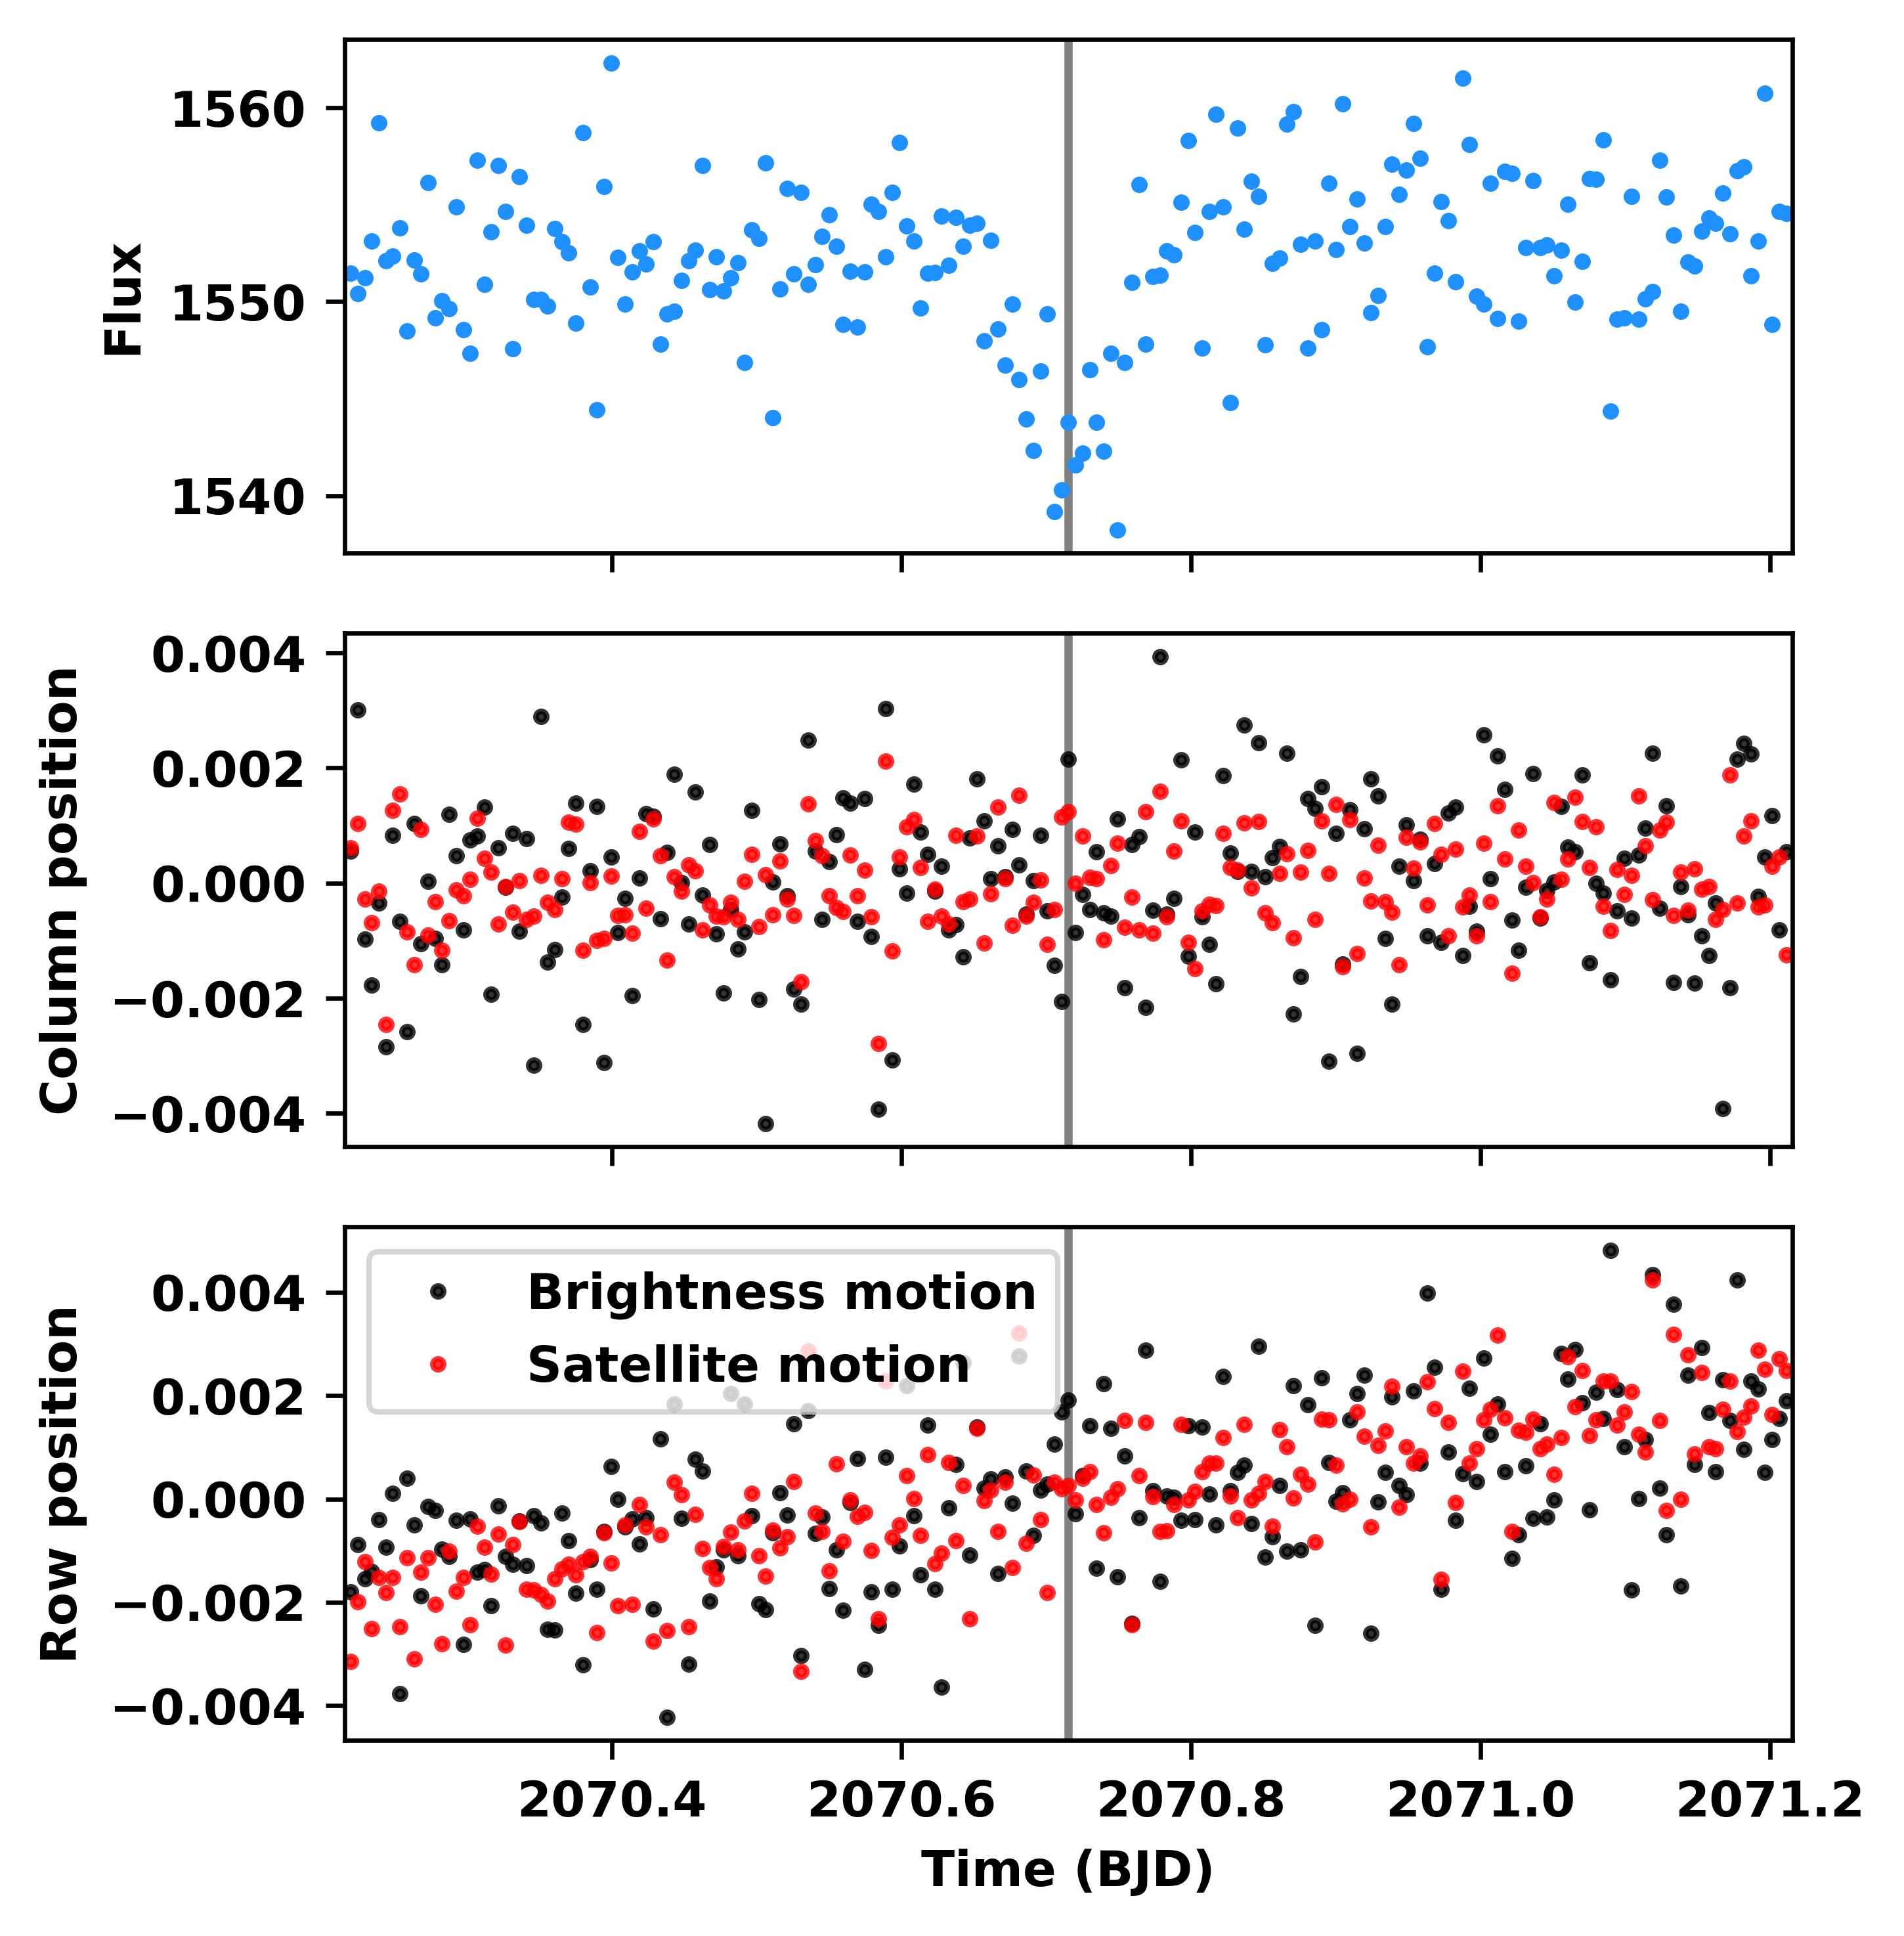 Flux
1560
1550
1540
Column position
0.004
0.002
0.000
−0.002
−0.004
Row position
0.004
0.002
0.000
−0.002
−0.004
Brightness motion
Satellite motion
2070.4 2070.6 2070.8 2071.0 2071.2
Time (BJD)